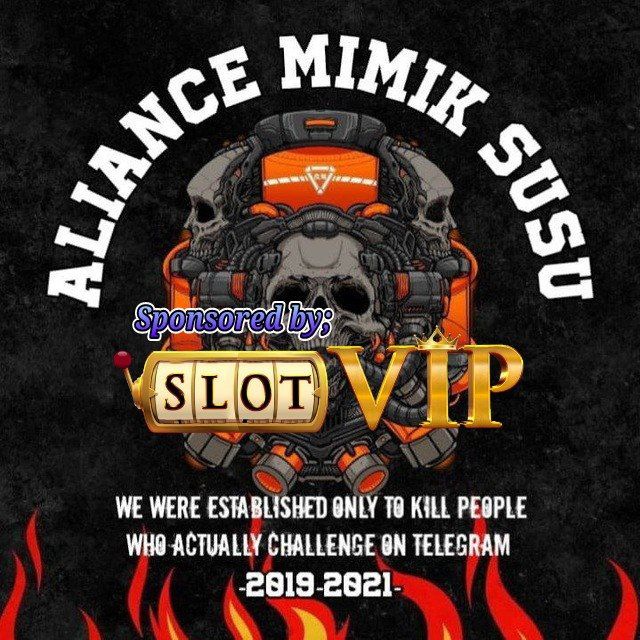 ALIANCE MIMIK SUSU
Sponsored by;
SLOT VIP
WE WERE ESTABLISHED ONLY TO KILL PEOPLE
WHO ACTUALLY CHALLENGE ON TELEGRAM
-2019-2021-